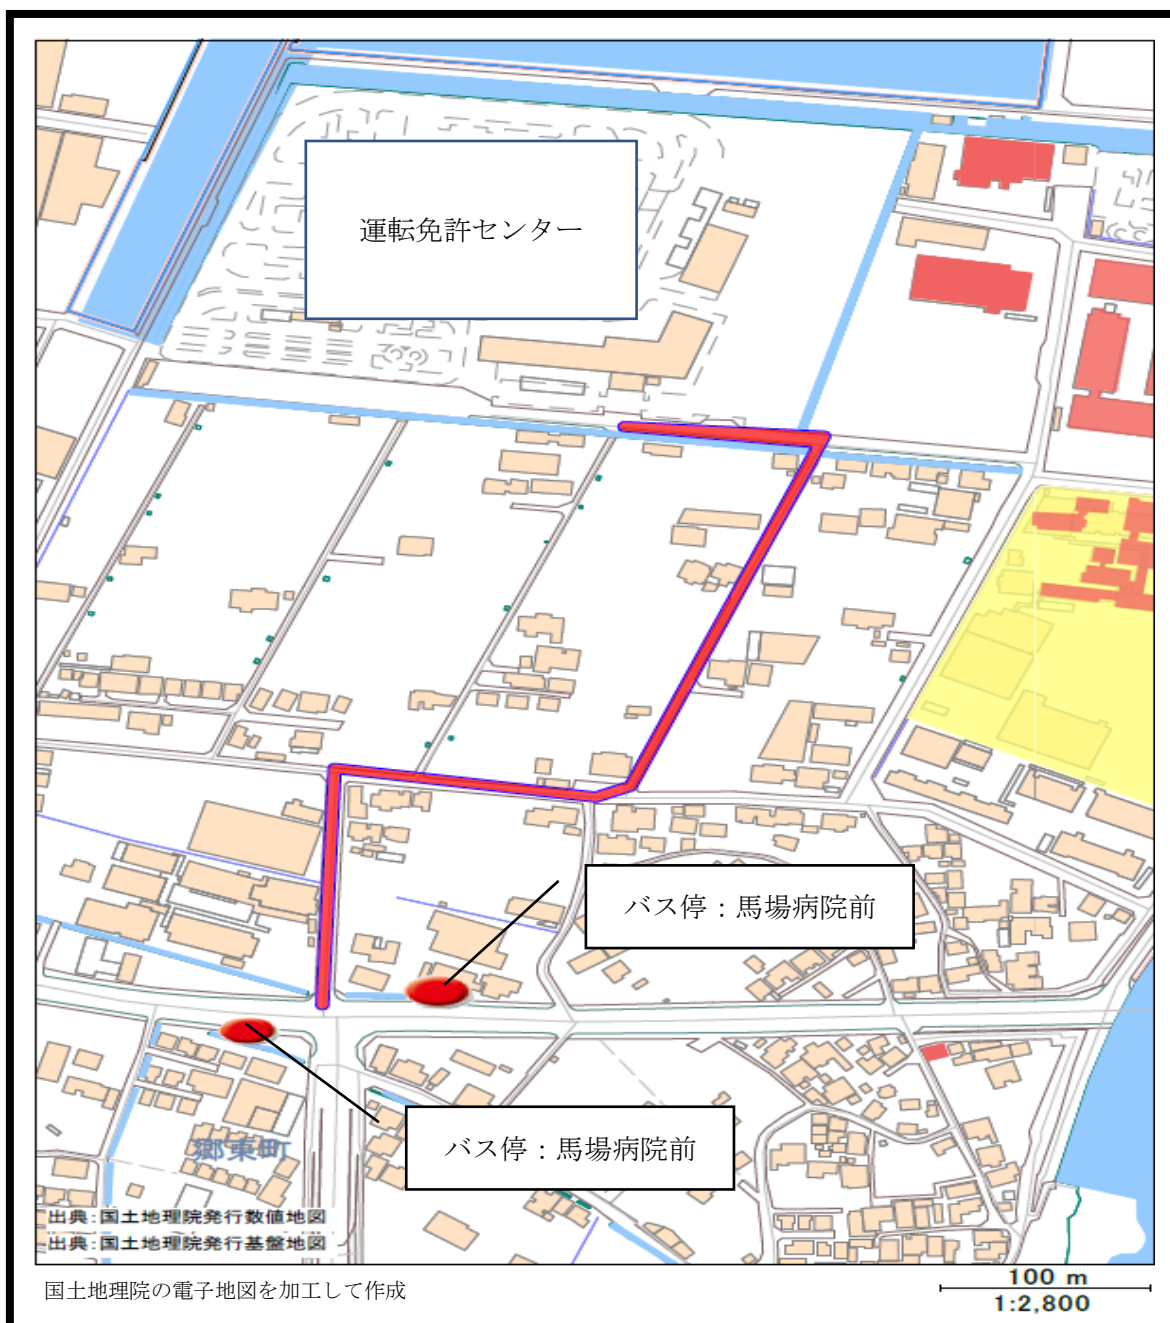 運転免許センター
バス停：馬場病院前
バス停：馬場病院前
郷東町
出典：国土地理院発行数値地図
出典：国土地理院発行基盤地図
国土地理院の電子地図を加工して作成
100 m
1:2,800